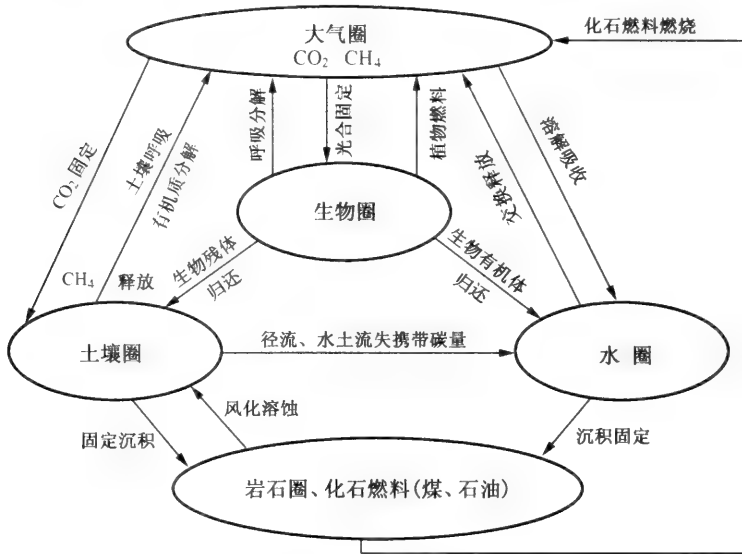 大气圈
CO₂ CH₄
化石燃料燃烧
CO₂固定
土壤呼吸
有机质分解
呼吸分解
光合固定
植物燃料
交换释放
溶解吸收
生物圈
生物残体
归还
生物有机体
归还
CH₄ 释放
土壤圈
径流、水土流失携带碳量
水 圈
固定沉积
风化溶蚀
沉积固定
岩石圈、化石燃料(煤、石油)